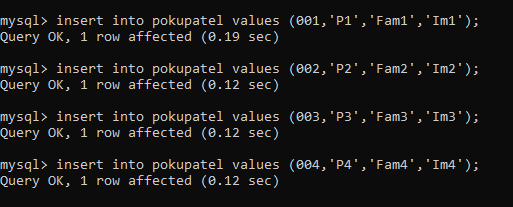 mysql> insert into pokupatel values (001,'P1','Fam1','Im1');
Query OK, 1 row affected (0.19 sec)
mysql> insert into pokupatel values (002,'P2','Fam2','Im2');
Query OK, 1 row affected (0.12 sec)
mysql> insert into pokupatel values (003,'P3','Fam3','Im3');
Query OK, 1 row affected (0.12 sec)
mysql> insert into pokupatel values (004,'P4','Fam4','Im4');
Query OK, 1 row affected (0.12 sec)